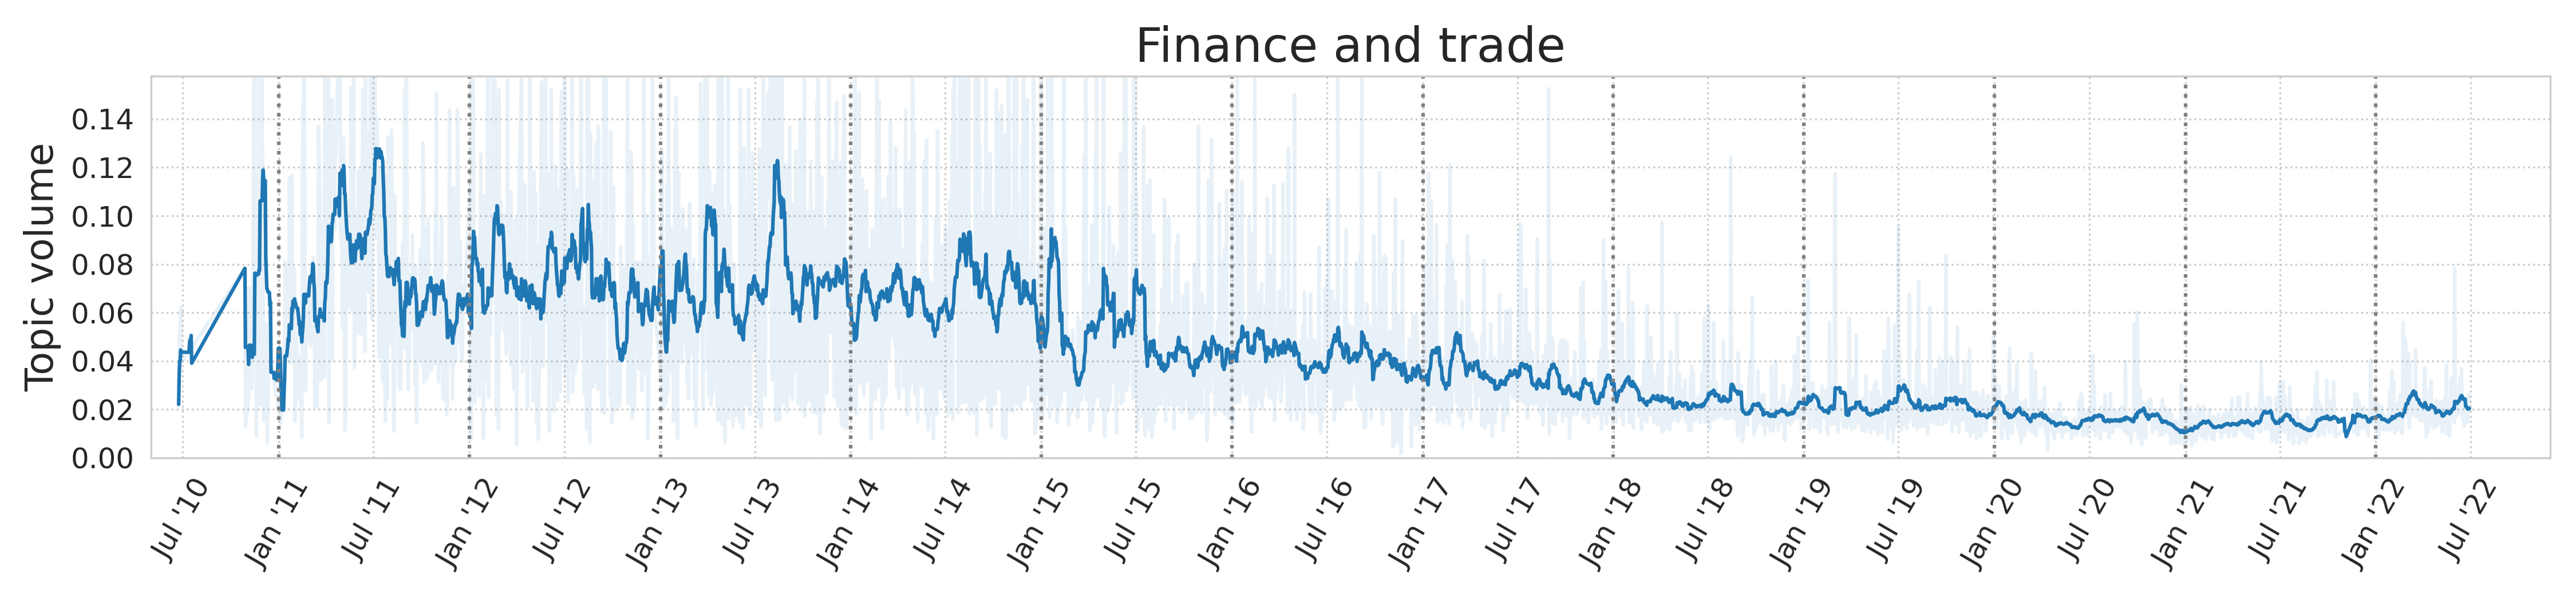 Finance and trade
Topic volume
0.14
0.12
0.10
0.08
0.06
0.04
0.02
0.00
Jul '10
Jan '11
Jul '11
Jan '12
Jul '12
Jan '13
Jul '13
Jan '14
Jul '14
Jan '15
Jul '15
Jan '16
Jul '16
Jan '17
Jul '17
Jan '18
Jul '18
Jan '19
Jul '19
Jan '20
Jul '20
Jan '21
Jul '21
Jan '22
Jul '22